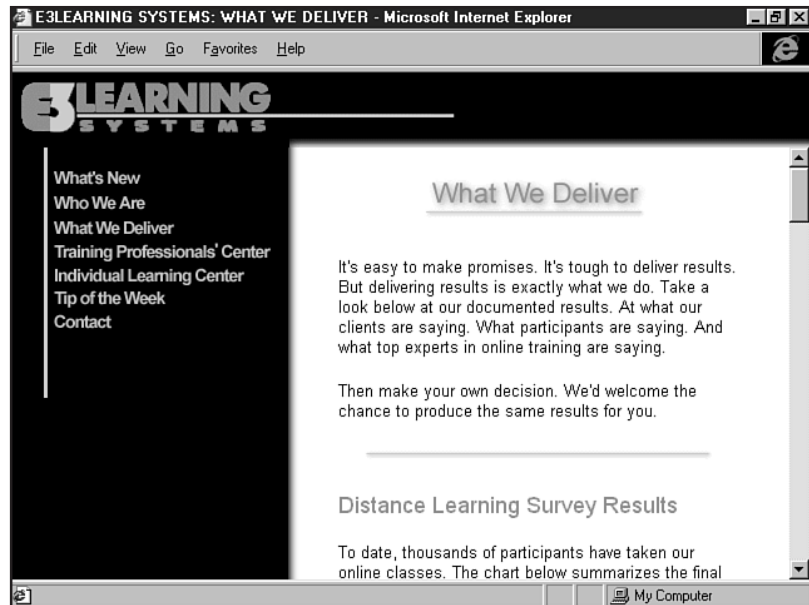 E3LEARNING SYSTEMS: WHAT WE DELIVER - Microsoft Internet Explorer
File Edit View Go Favorites Help
E3LEARNING
SYSTEMS
What's New
Who We Are
What We Deliver
Training Professionals' Center
Individual Learning Center
Tip of the Week
Contact
What We Deliver
It's easy to make promises. It's tough to deliver results.
But delivering results is exactly what we do. Take a
look below at our documented results. At what our
clients are saying. What participants are saying. And
what top experts in online training are saying.
Then make your own decision. We'd welcome the
chance to produce the same results for you.
Distance Learning Survey Results
To date, thousands of participants have taken our
online classes. The chart below summarizes the final
My Computer